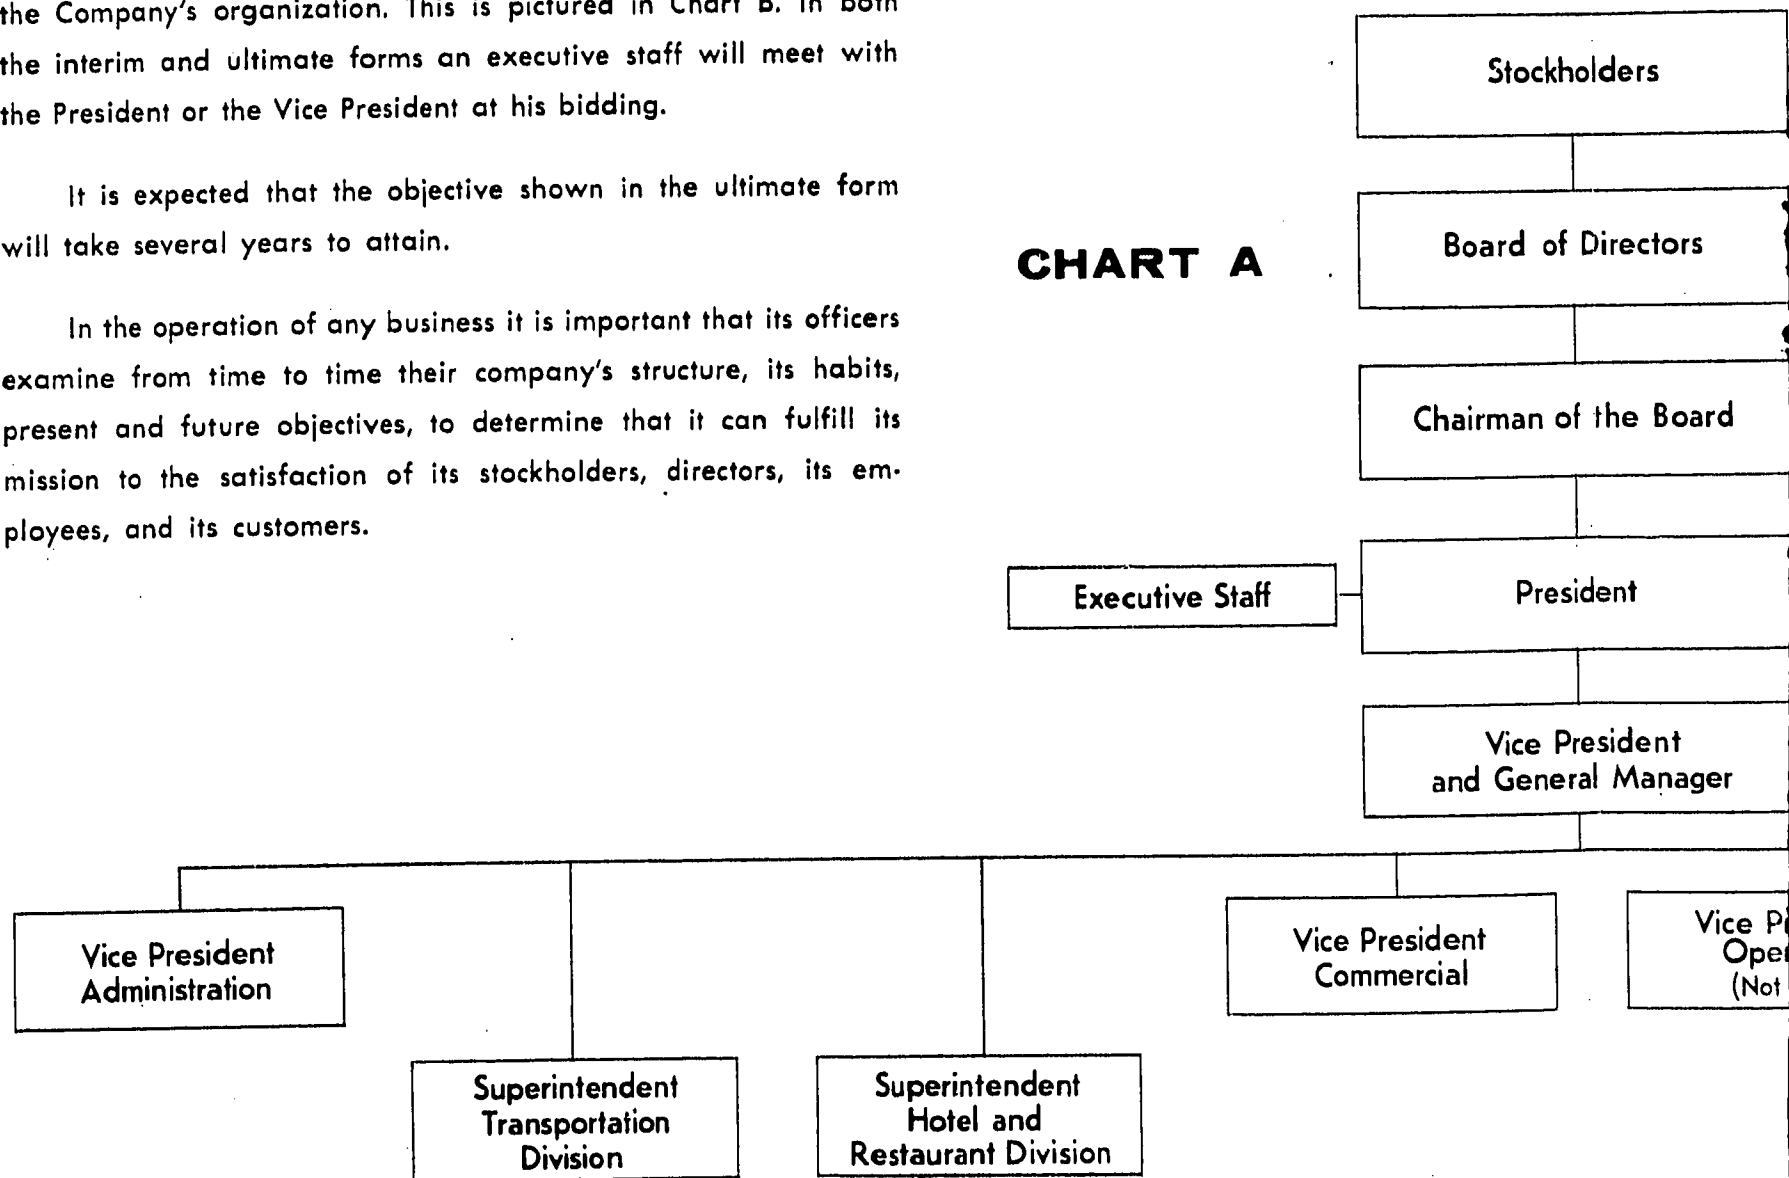 the Company's organization. This is pictured in Chart B. In both
the interim and ultimate forms an executive staff will meet with
the President or the Vice President at his bidding.
It is expected that the objective shown in the ultimate form
will take several years to attain.
In the operation of any business it is important that its officers
examine from time to time their company's structure, its habits,
present and future objectives, to determine that it can fulfill its
mission to the satisfaction of its stockholders, directors, its em-
ployees, and its customers.
CHART A
Stockholders
Board of Directors
Chairman of the Board
Executive Staff
President
Vice President
and General Manager
Vice President
Administration
Superintendent
Transportation
Division
Superintendent
Hotel and
Restaurant Division
Vice President
Commercial
Vice
(Not